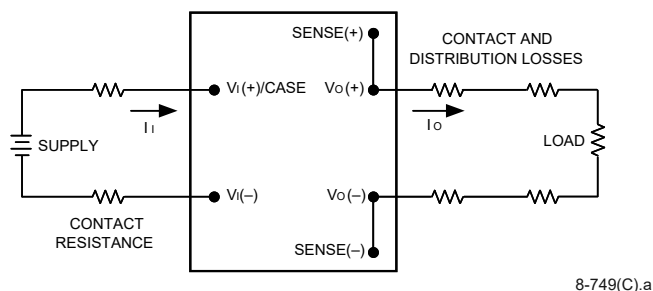 SENSE(+)
CONTACT AND
DISTRIBUTION LOSSES
VI(+)/CASE
VO(+)
II
IO
SUPPLY
LOAD
VI(–)
VO(–)
CONTACT
RESISTANCE
SENSE(–)
8-749(C).a